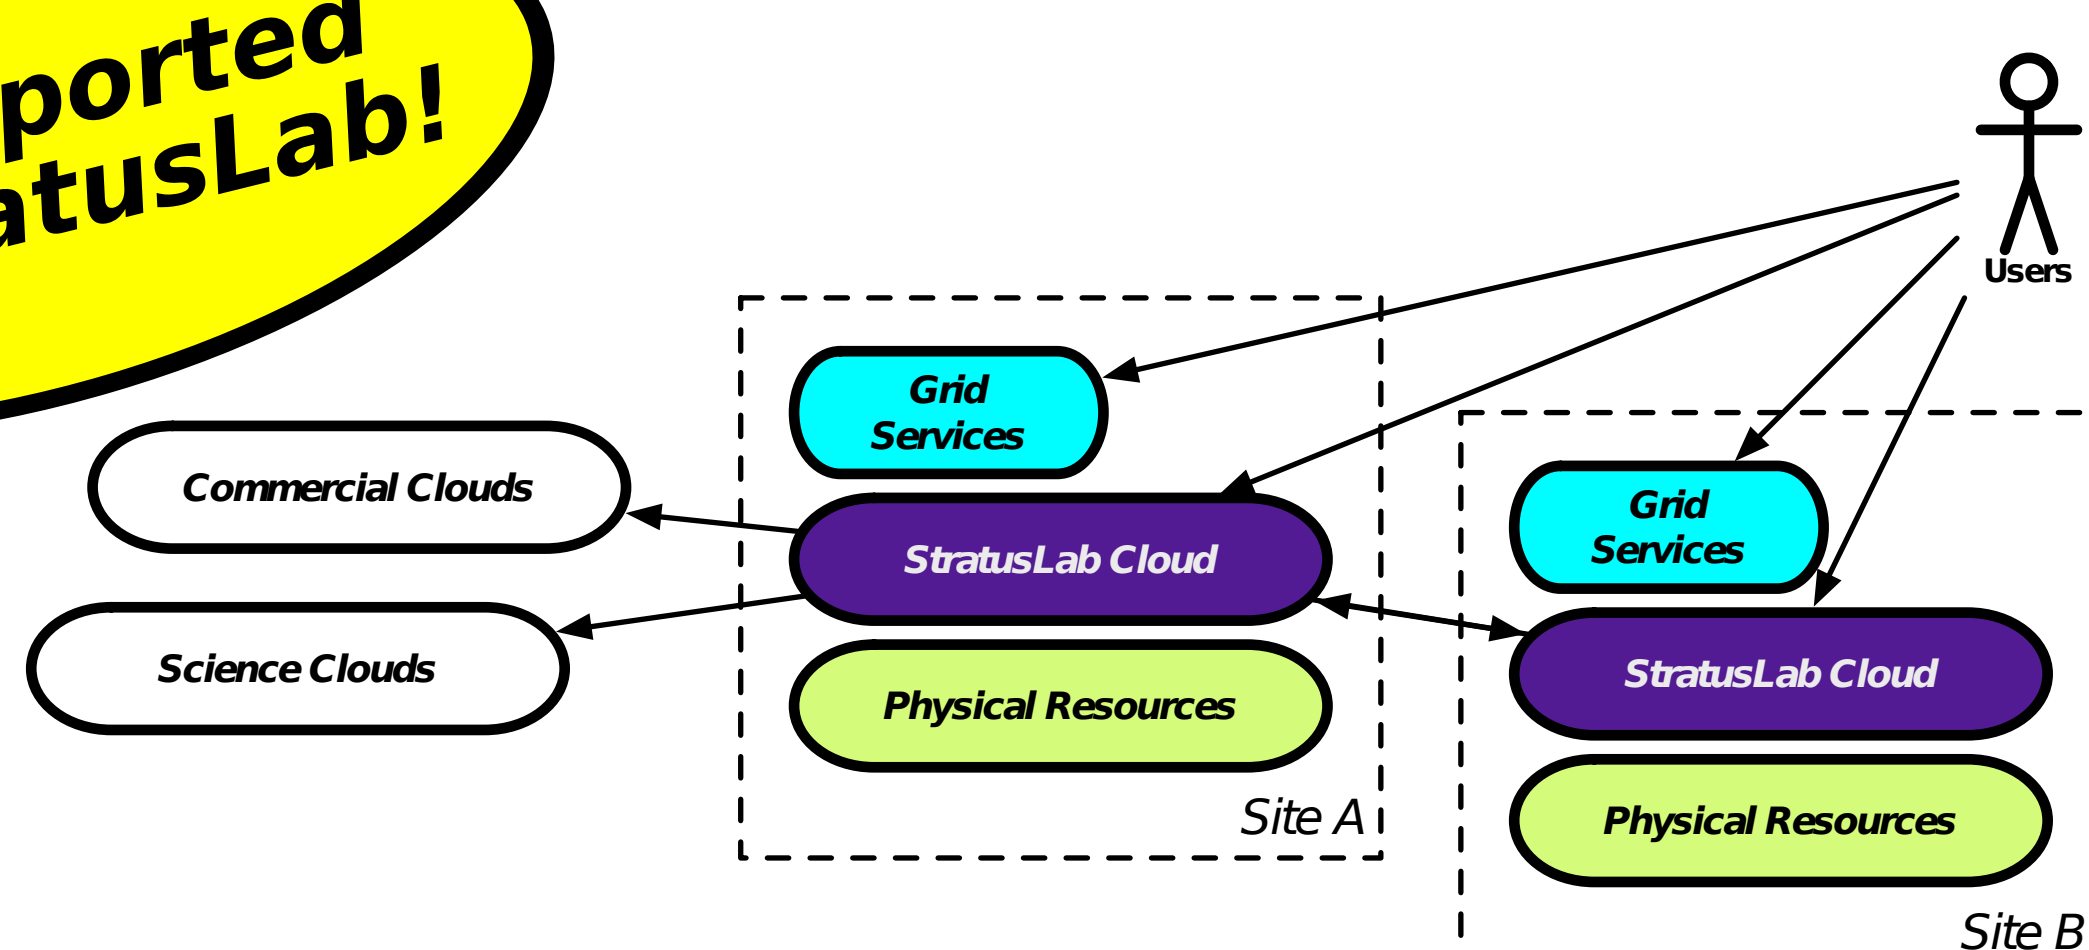 ported
atusLab!
Users
Grid
Services
Commercial Clouds
StratusLab Cloud
Science Clouds
Physical Resources
Site A
Grid
Services
StratusLab Cloud
Physical Resources
Site B